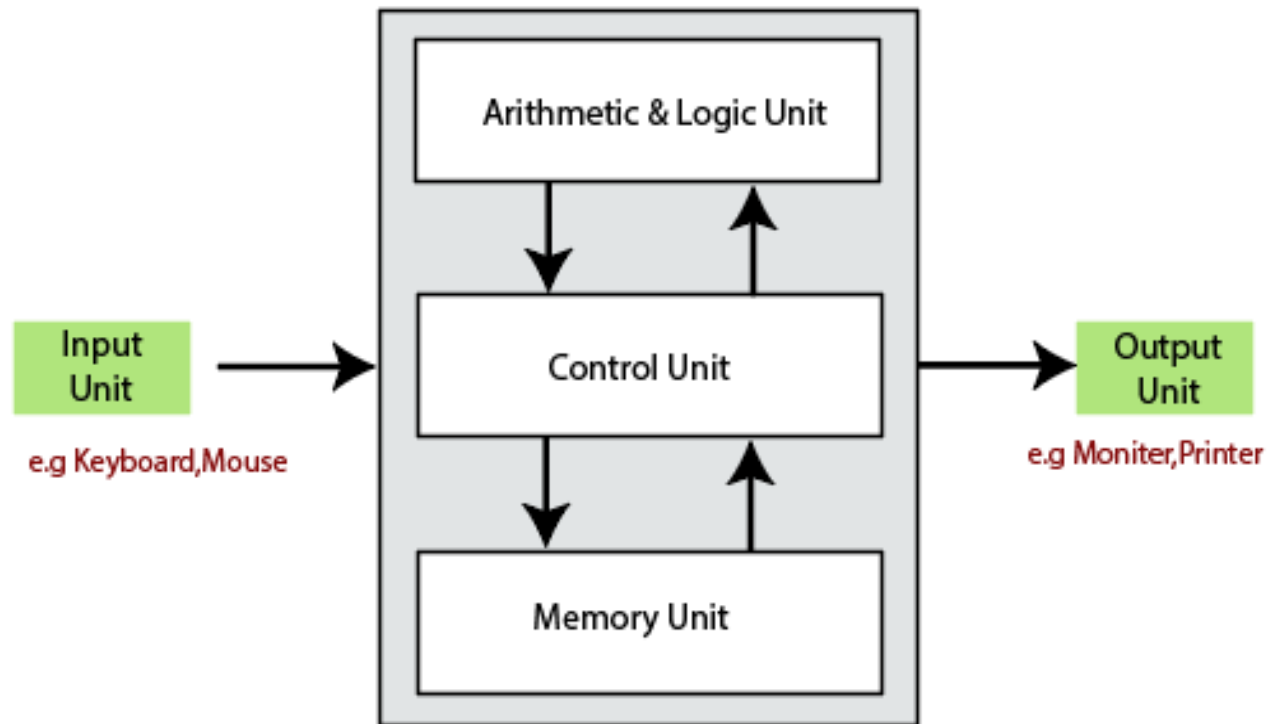 Arithmetic & Logic Unit
Input
Unit
e.g Keyboard,Mouse
Control Unit
Output
Unit
e.g Moniter,Printer
Memory Unit